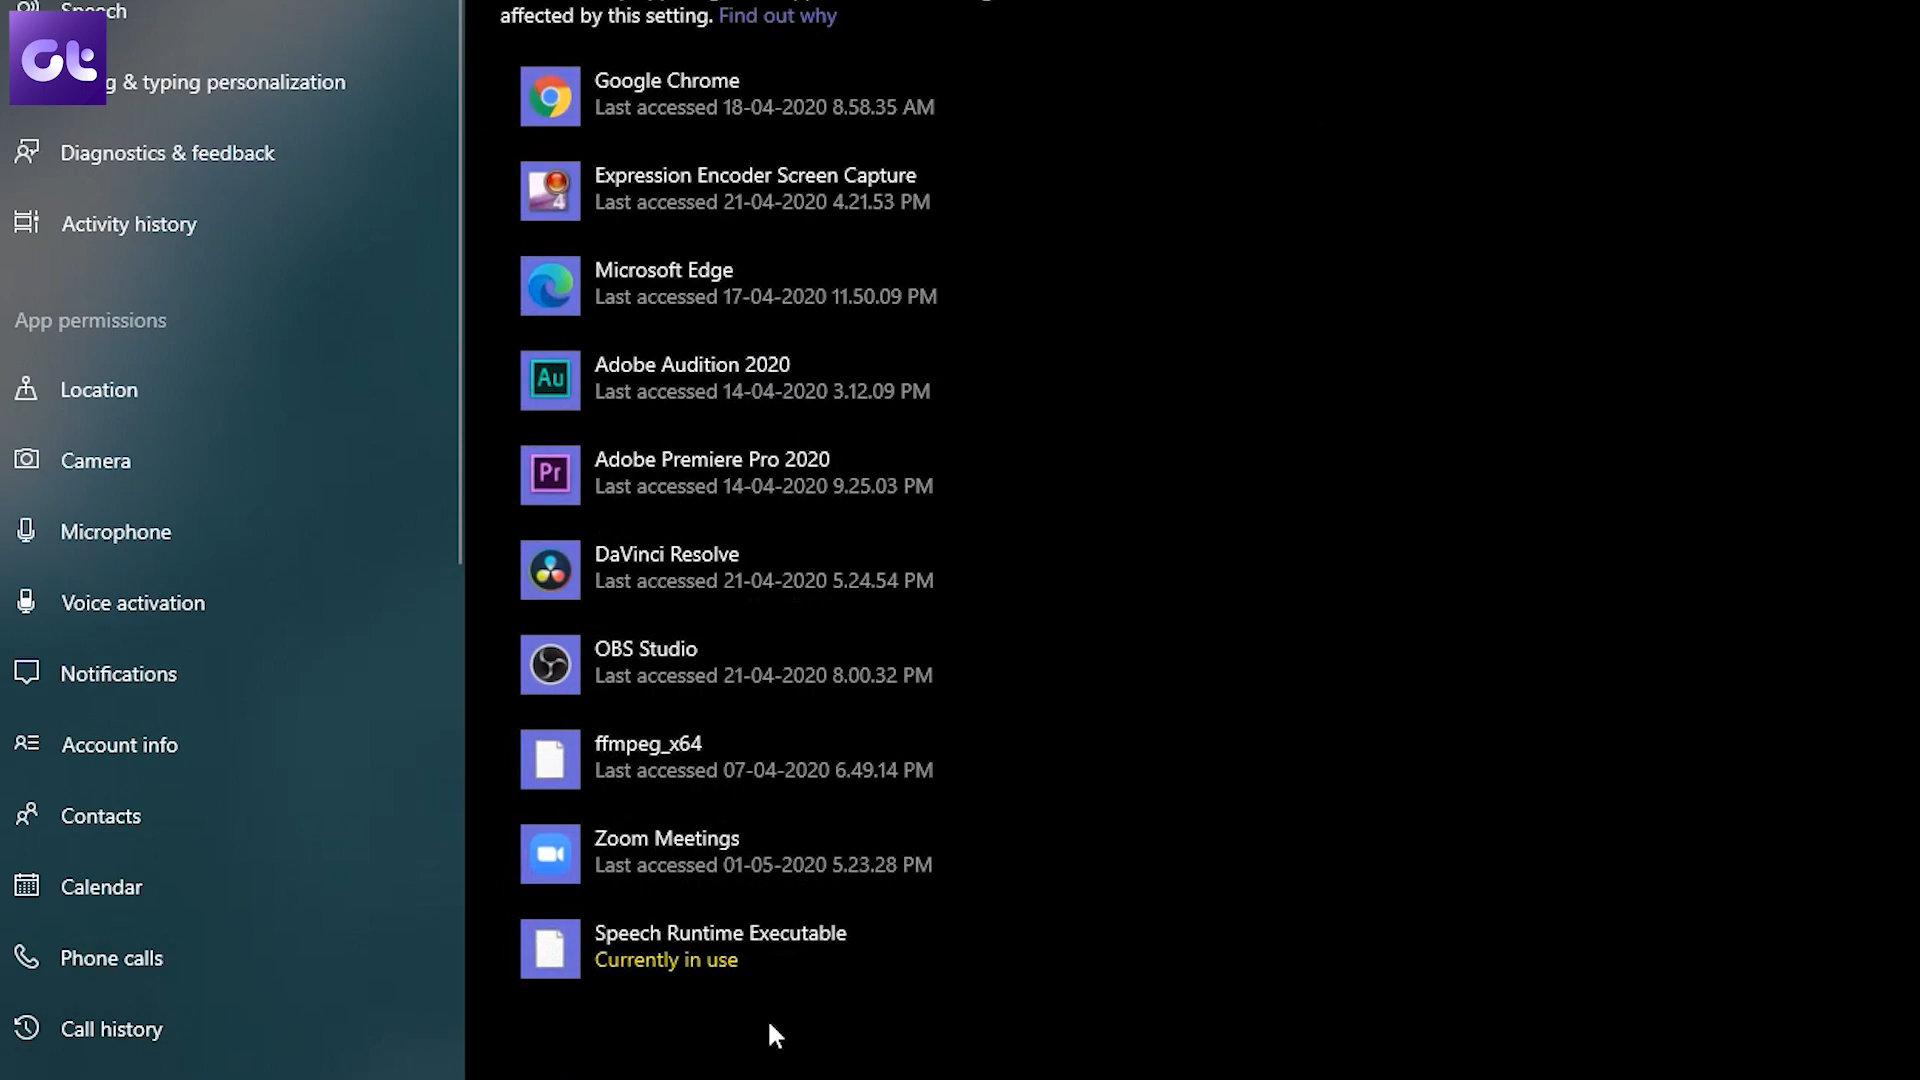 Speech
GT
g & typing personalization
Diagnostics & feedback
Activity history
App permissions
Location
Camera
Microphone
Voice activation
Notifications
Account info
Contacts
Calendar
Phone calls
Call history
affected by this setting. Find out why
Google Chrome
Last accessed 18-04-2020 8.58.35 AM
4
Expression Encoder Screen Capture
Last accessed 21-04-2020 4.21.53 PM
Microsoft Edge
Last accessed 17-04-2020 11.50.09 PM
Au
Adobe Audition 2020
Last accessed 14-04-2020 3.12.09 PM
Pr
Adobe Premiere Pro 2020
Last accessed 14-04-2020 9.25.03 PM
DaVinci Resolve
Last accessed 21-04-2020 5.24.54 PM
OBS Studio
Last accessed 21-04-2020 8.00.32 PM
ffmpeg_x64
Last accessed 07-04-2020 6.49.14 PM
Zoom Meetings
Last accessed 01-05-2020 5.23.28 PM
Speech Runtime Executable
Currently in use